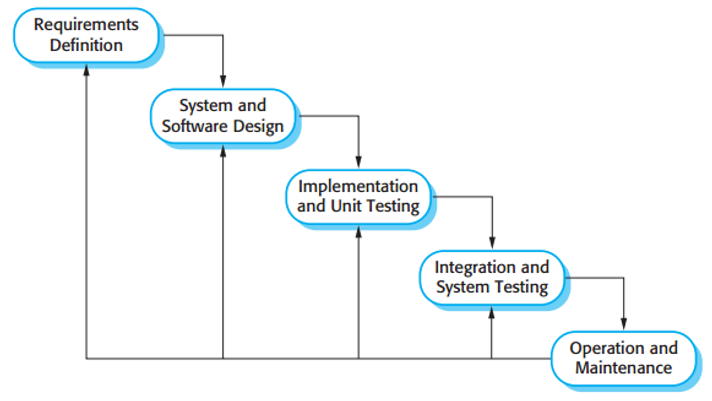 Requirements
Definition
System and
Software Design
Implementation
and Unit Testing
Integration and
System Testing
Operation and
Maintenance